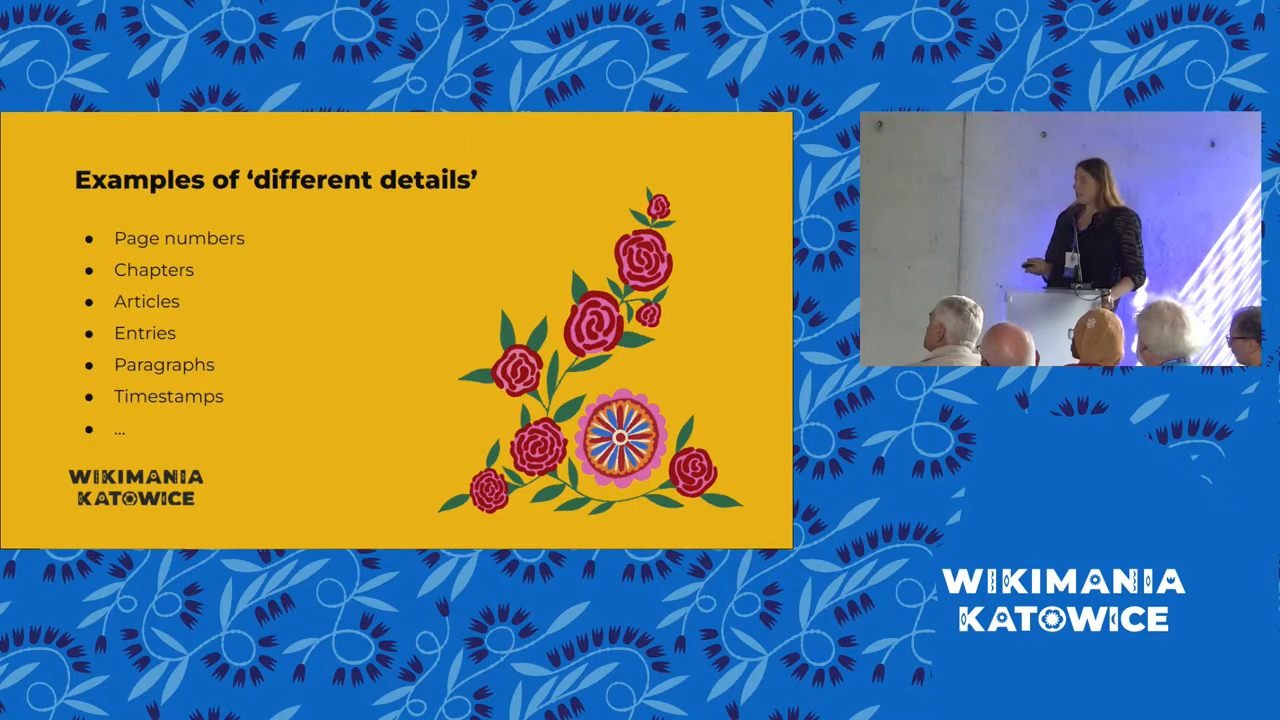 Examples of ‘different details’
● Page numbers
● Chapters
● Articles
● Entries
● Paragraphs
● Timestamps
● ...
WIKIMANIA
KATOWICE
WIKIMANIA
KATOWICE